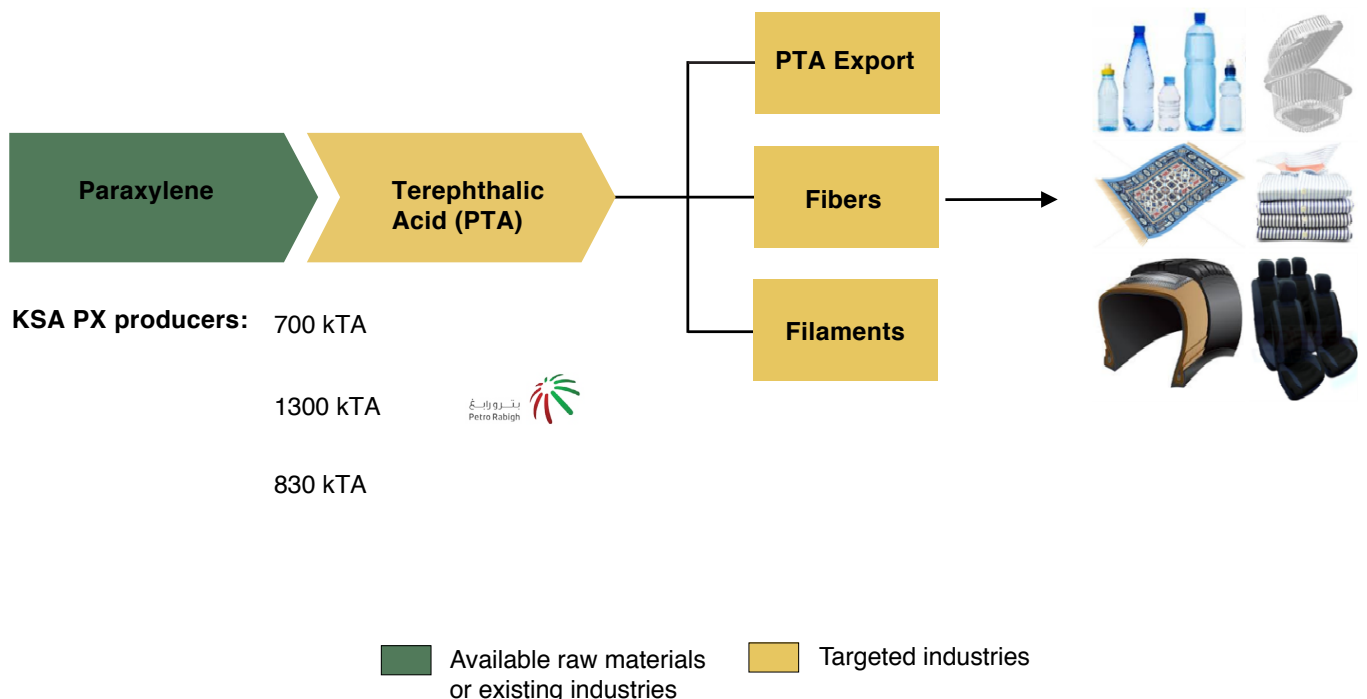 PTA Export
Paraxylene
Terephthalic
Acid (PTA)
Fibers
Filaments
KSA PX producers:
700 kTA
1300 kTA
بترورابغ
Petro Rabigh
830 kTA
Available raw materials
or existing industries
Targeted industries